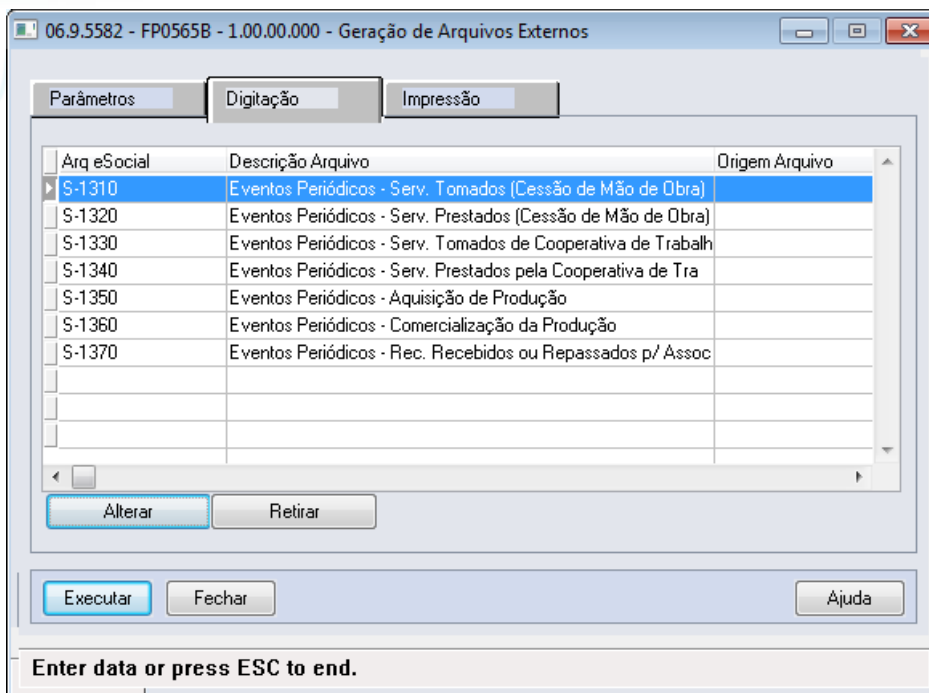 06.9.5582 - FP0565B - 1.00.00.000 - Geração de Arquivos Externos
Parâmetros Digitação Impressão
Arq eSocial Descrição Arquivo Origem Arquivo
S-1310 Eventos Periódicos - Serv. Tomados (Cessão de Mão de Obra)
S-1320 Eventos Periódicos - Serv. Prestados (Cessão de Mão de Obra)
S-1330 Eventos Periódicos - Serv. Tomados de Cooperativa de Trabalh
S-1340 Eventos Periódicos - Serv. Prestados pela Cooperativa de Tra
S-1350 Eventos Periódicos - Aquisição de Produção
S-1360 Eventos Periódicos - Comercialização da Produção
S-1370 Eventos Periódicos - Rec. Recebidos ou Repassados p/ Assoc
Alterar Retirar
Executar Fechar Ajuda
Enter data or press ESC to end.